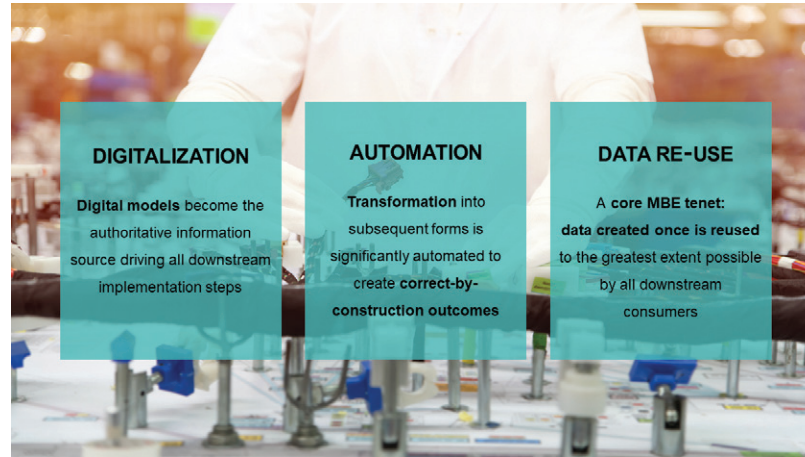 DIGITALIZATION
Digital models become the
authoritative information
source driving all downstream
implementation steps
AUTOMATION
Transformation into
subsequent forms is
significantly automated to
create correct-by-
construction outcomes
DATA RE-USE
A core MBE tenet:
data created once is reused
to the greatest extent possible
by all downstream
consumers